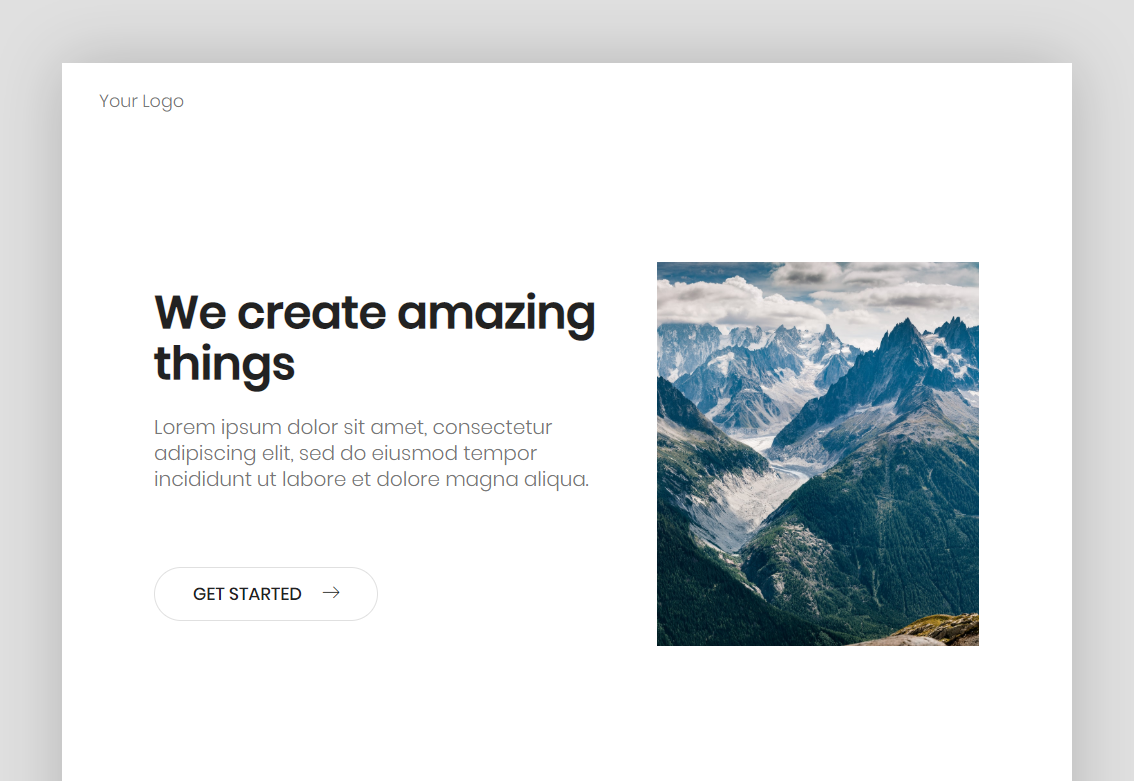 Your Logo
We create amazing
things
Lorem ipsum dolor sit amet, consectetur
adipiscing elit, sed do eiusmod tempor
incididunt ut labore et dolore magna aliqua.
GET STARTED